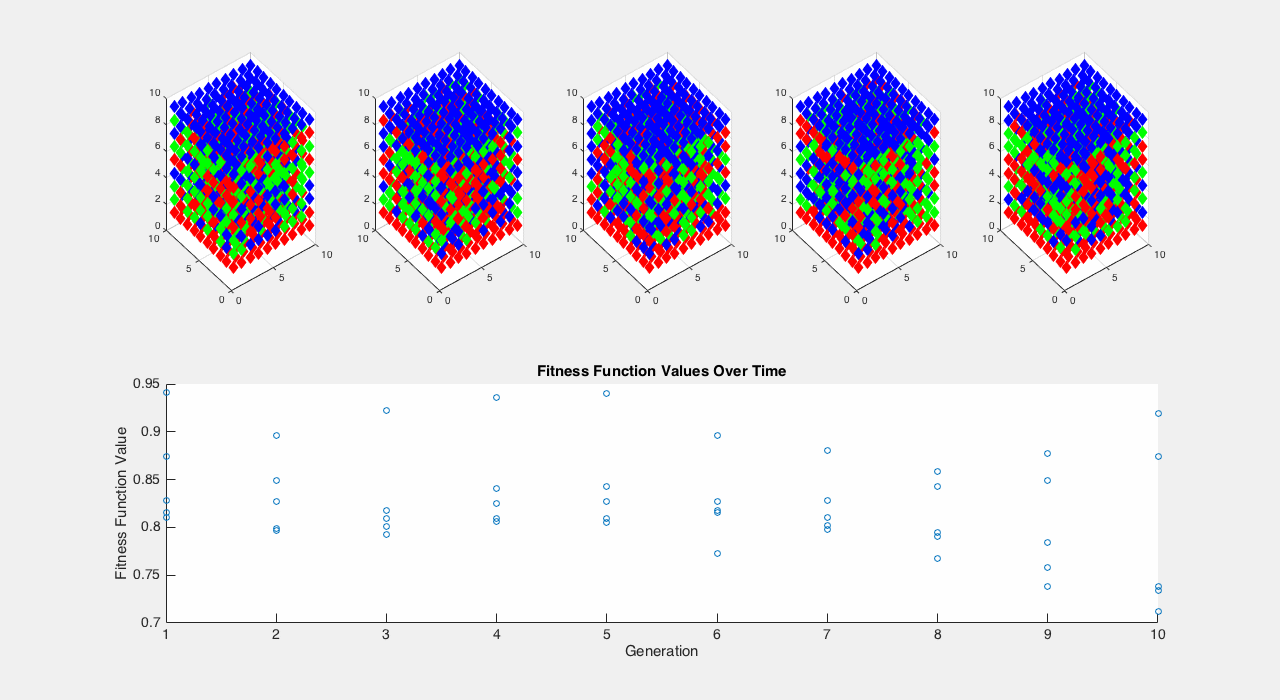 10 10 10 10 10
8 8 8 8 8
6 6 6 6 6
4 4 4 4 4
2 2 2 2 2
0 0 0 0 0
10 10 10 10 10 10 10 10 10 10
5 5 5 5 5 5 5 5 5 5
0 0 0 0 0 0 0 0 0 0
Fitness Function Values Over Time
Fitness Function Value
0.95
0.9
0.85
0.8
0.75
0.7
1 2 3 4 5 6 7 8 9 10
Generation